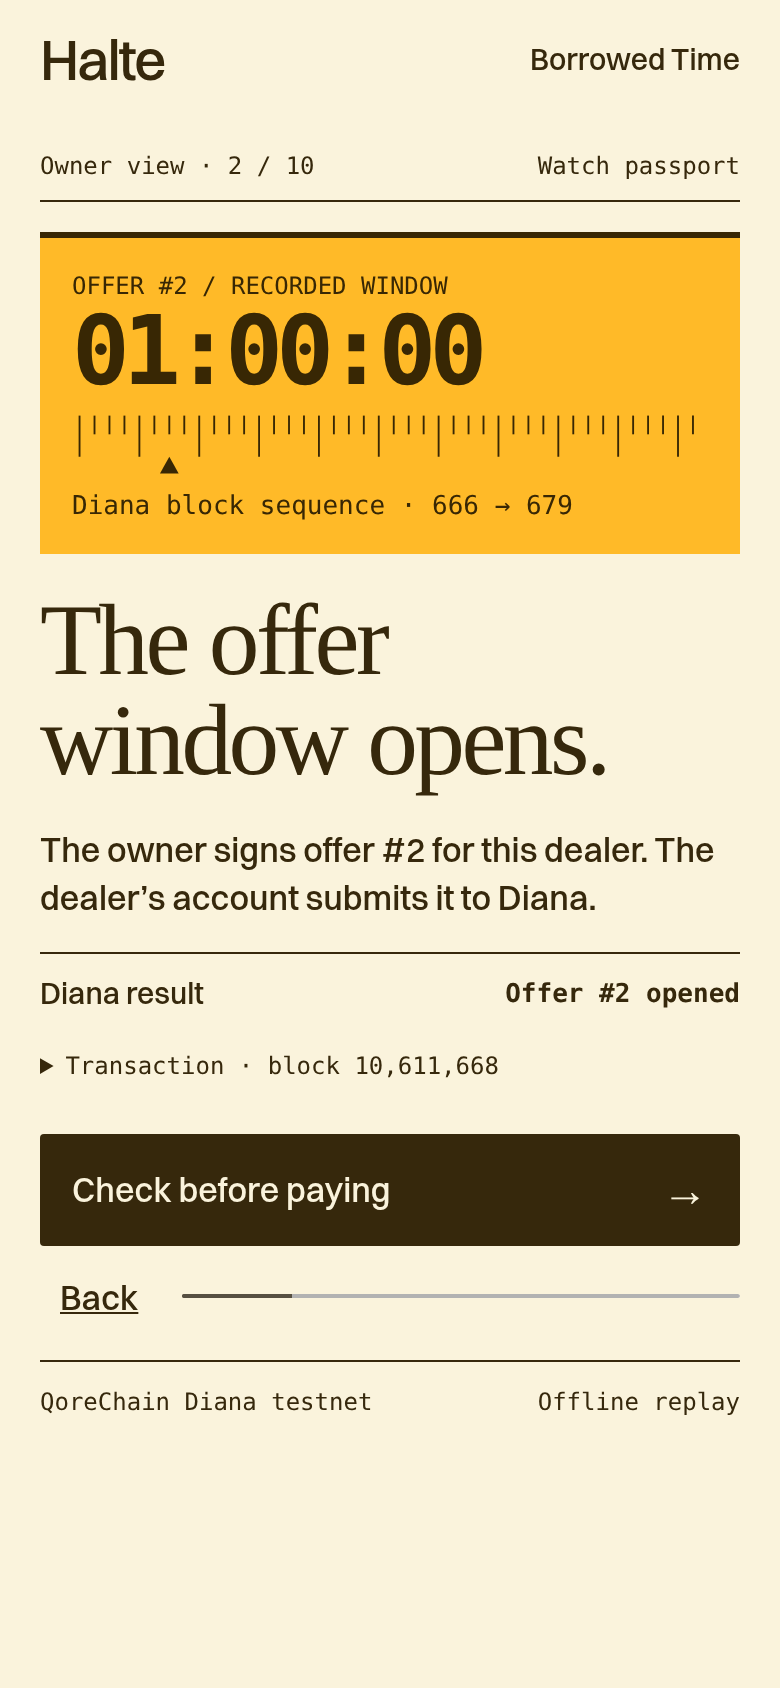 Halte
Borrowed Time
Owner view · 2 / 10
Watch passport
OFFER #2 / RECORDED WINDOW
01:00:00
Diana block sequence · 666 → 679
The offer
window opens.
The owner signs offer #2 for this dealer. The
dealer’s account submits it to Diana.
Diana result
Offer #2 opened
Transaction · block 10,611,668
Check before paying →
Back
QoreChain Diana testnet
Offline replay